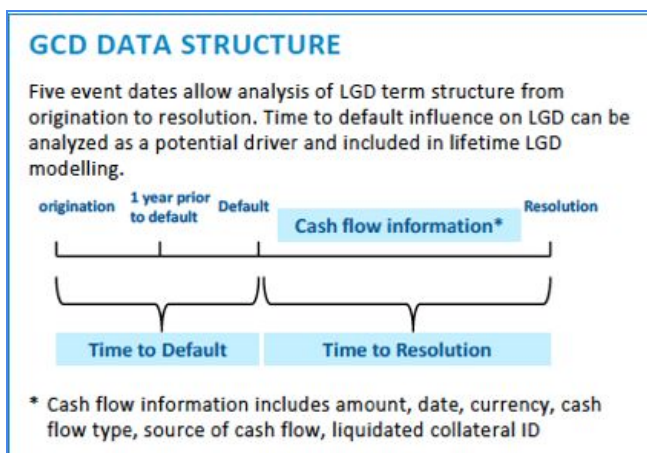 GCD DATA STRUCTURE
Five event dates allow analysis of LGD term structure from
origination to resolution. Time to default influence on LGD can be
analyzed as a potential driver and included in lifetime LGD
modelling.
origination
1 year prior
to default
Default
Cash flow information*
Resolution
Time to Default
Time to Resolution
* Cash flow information includes amount, date, currency, cash
flow type, source of cash flow, liquidated collateral ID